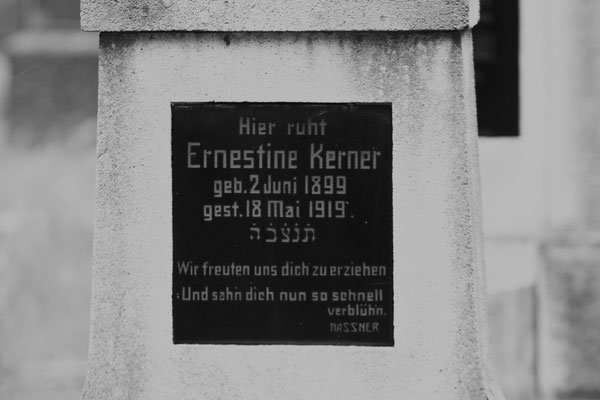 Hier ruht
Ernestine Kerner
geb. 2 Juni 1899
gest. 18 Mai 1919.
תנצבה
Wir freuten uns dich zu erziehen
Und sahn dich nun so schnell
verblühn.
NASSNER